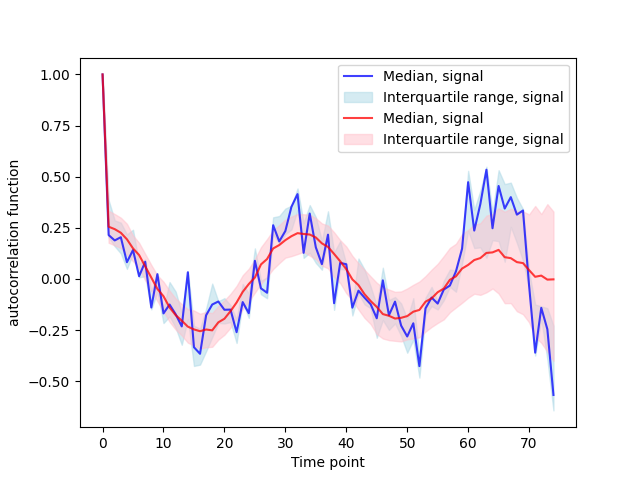 1.00
0.75
0.50
0.25
0.00
−0.25
−0.50
autocorrelation function
Median, signal
Interquartile range, signal
Median, signal
Interquartile range, signal
0 10 20 30 40 50 60 70
Time point